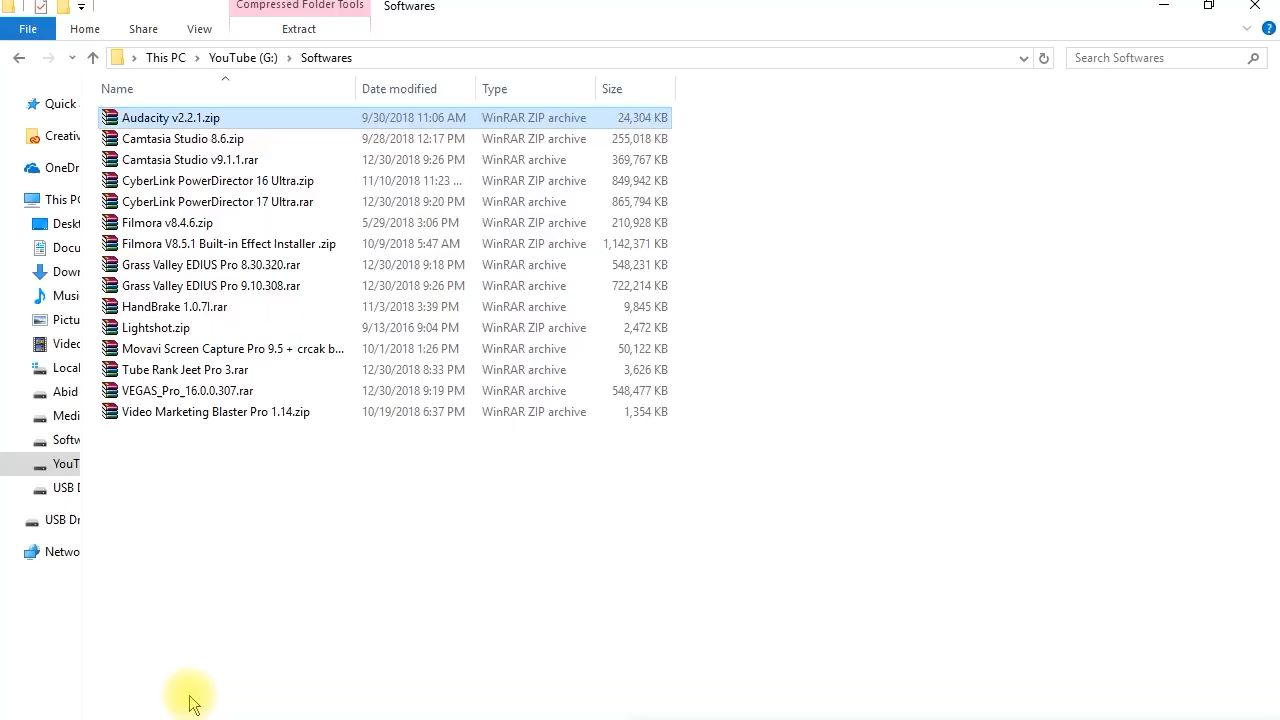 Compressed Folder Tools Softwares
File Home Share View Extract
This PC YouTube (G:) Softwares Search Softwares
Name Date modified Type Size
Quick
Creativ
OneDr
This PC
Deskt
Docu
Down
Music
Pictu
Video
Local
Abid
Medi
Softw
YouT
USB D
USB Dr
Netwo
Audacity v2.2.1.zip 9/30/2018 11:06 AM WinRAR ZIP archive 24,304 KB
Camtasia Studio 8.6.zip 9/28/2018 12:17 PM WinRAR ZIP archive 255,018 KB
Camtasia Studio v9.1.1.rar 12/30/2018 9:26 PM WinRAR archive 369,767 KB
CyberLink PowerDirector 16 Ultra.zip 11/10/2018 11:23 ... WinRAR ZIP archive 849,942 KB
CyberLink PowerDirector 17 Ultra.rar 12/30/2018 9:20 PM WinRAR archive 865,794 KB
Filmora v8.4.6.zip 5/29/2018 3:06 PM WinRAR ZIP archive 210,928 KB
Filmora V8.5.1 Built-in Effect Installer .zip 10/9/2018 5:47 AM WinRAR ZIP archive 1,142,371 KB
Grass Valley EDIUS Pro 8.30.320.rar 12/30/2018 9:18 PM WinRAR archive 548,231 KB
Grass Valley EDIUS Pro 9.10.308.rar 12/30/2018 9:26 PM WinRAR archive 722,214 KB
HandBrake 1.0.7l.rar 11/3/2018 3:39 PM WinRAR archive 9,845 KB
Lightshot.zip 9/13/2016 9:04 PM WinRAR ZIP archive 2,472 KB
Movavi Screen Capture Pro 9.5 + crcak b... 10/1/2018 1:26 PM WinRAR archive 50,122 KB
Tube Rank Jeet Pro 3.rar 12/30/2018 8:33 PM WinRAR archive 3,626 KB
VEGAS_Pro_16.0.0.307.rar 12/30/2018 9:19 PM WinRAR archive 548,477 KB
Video Marketing Blaster Pro 1.14.zip 10/19/2018 6:37 PM WinRAR ZIP archive 1,354 KB